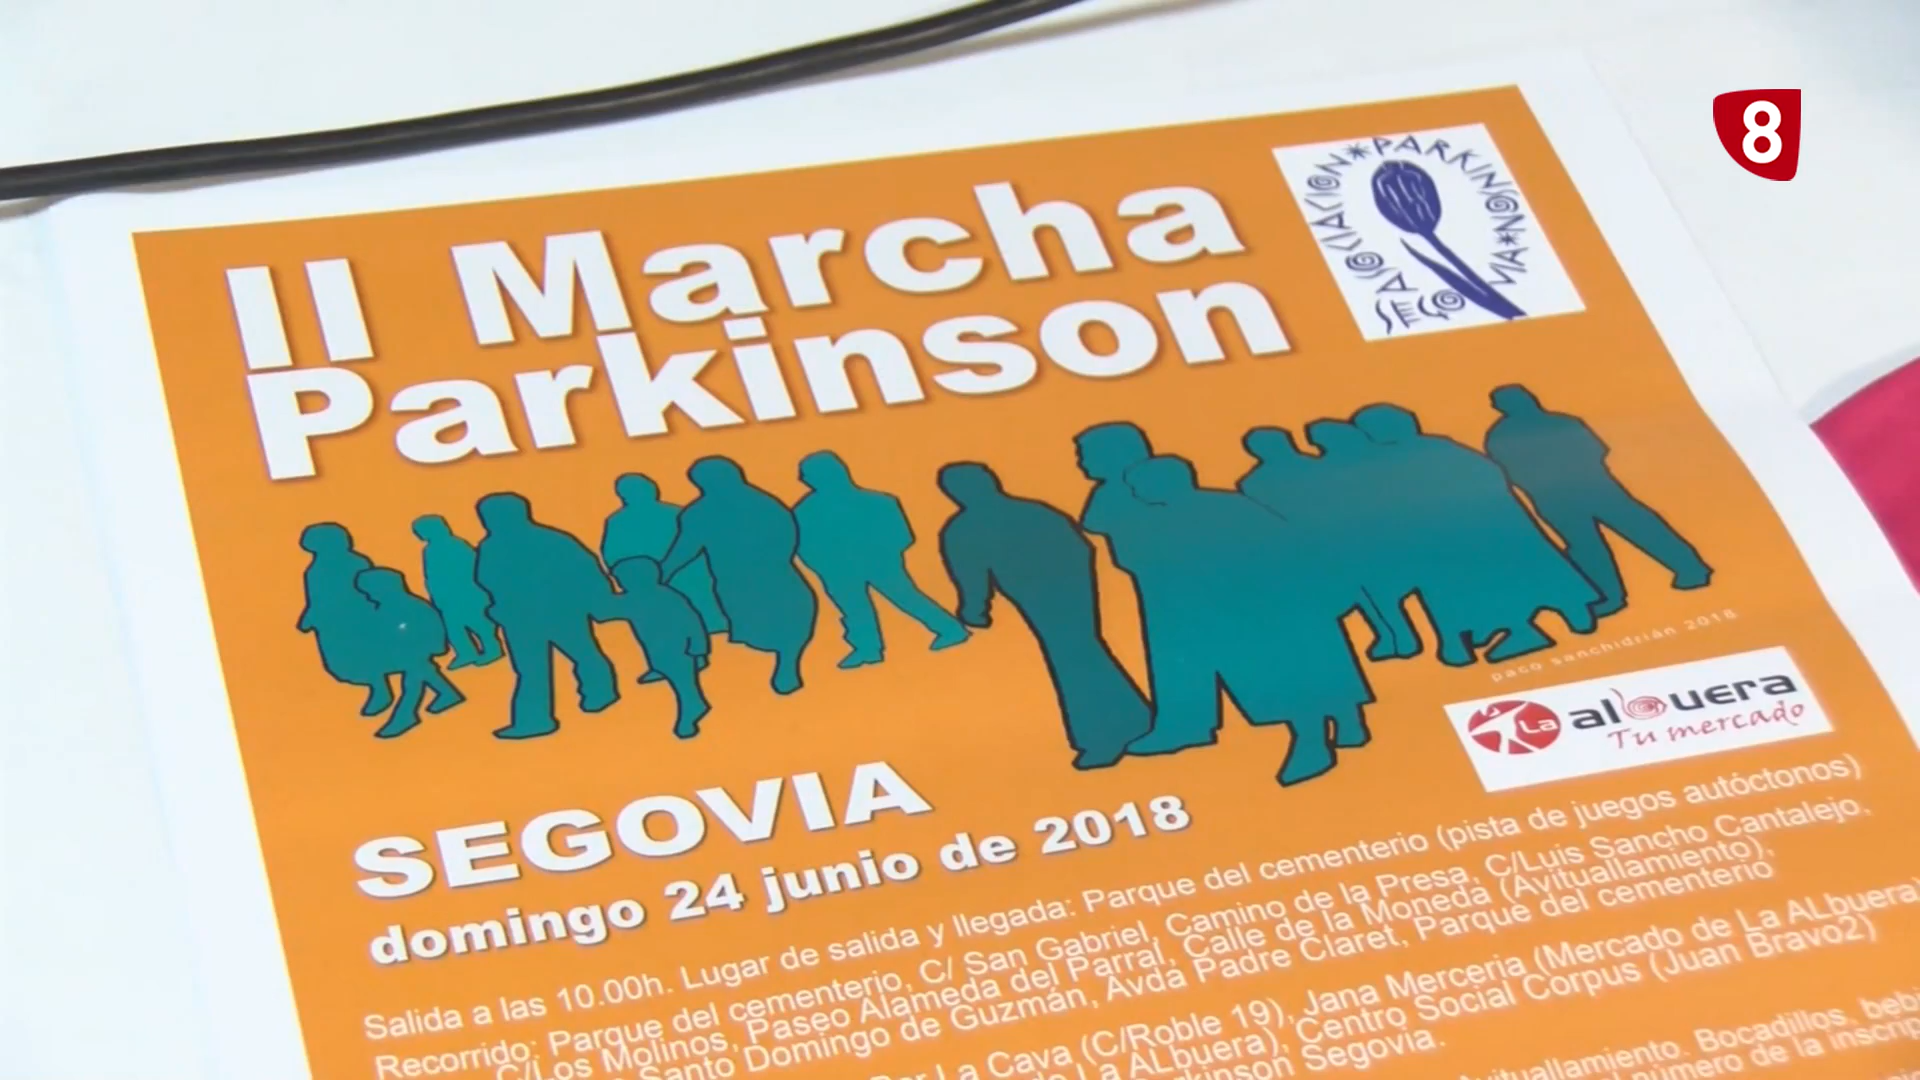 8
II Marcha
Parkinson
ASOCIACION * PARKINSON * SEGOVIA
paco sanchidrián 2018
La albuera
Tu mercado
SEGOVIA
domingo 24 junio de 2018
Salida a las 10.00h. Lugar de salida y llegada: Parque del cementerio (pista de juegos autóctonos)
Recorrido: Parque del cementerio, C/ San Gabriel, Camino de la Presa, C/Luis Sancho Cantalejo,
C/Los Molinos, Paseo Alameda del Parral, Calle de la Moneda (Avituallamiento),
Santo Domingo de Guzmán, Avda Padre Claret, Parque del cementerio
Bar La Cava (C/Roble 19), Jana Merceria (Mercado de La ALbuera)
de La ALbuera), Centro Social Corpus (Juan Bravo2)
Parkinson Segovia.
Avituallamiento. Bocadillos,
número de la